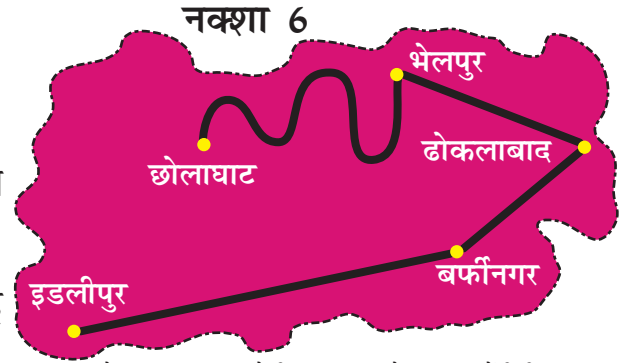 नक्शा 6
भेलपुर
ढोकलाबाद
छोलाघाट
बर्फीनगर
इडलीपुर